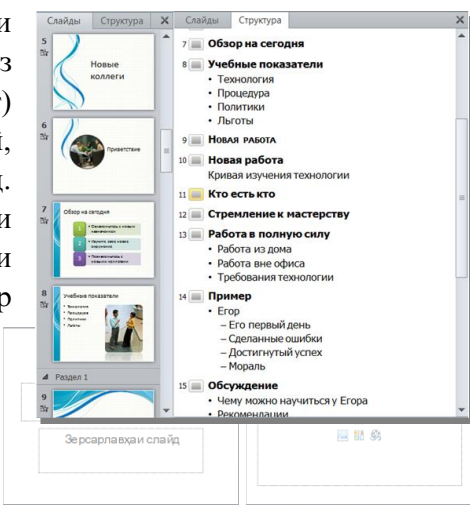 и
з
)
й,
и
и
р
Слайды Структура
5
Новые
коллеги
6
Приветствие
7
Обзор на сегодня
1
2
3
8
Учебные показатели
• Технология
• Процедура
• Политики
• Льготы
Раздел 1
9
Слайды Структура
7 Обзор на сегодня
8 Учебные показатели
• Технология
• Процедура
• Политики
• Льготы
9 НОВАЯ РАБОТА
10 Новая работа
Кривая изучения технологии
11 Кто есть кто
12 Стремление к мастерству
13 Работа в полную силу
• Работа из дома
• Работа вне офиса
• Требования технологии
14 Пример
• Егор
– Его первый день
– Сделанные ошибки
– Достигнутый успех
– Мораль
15 Обсуждение
• Чему можно научиться у Егора
• Рекомендации
Зерсарлавҳаи слайд